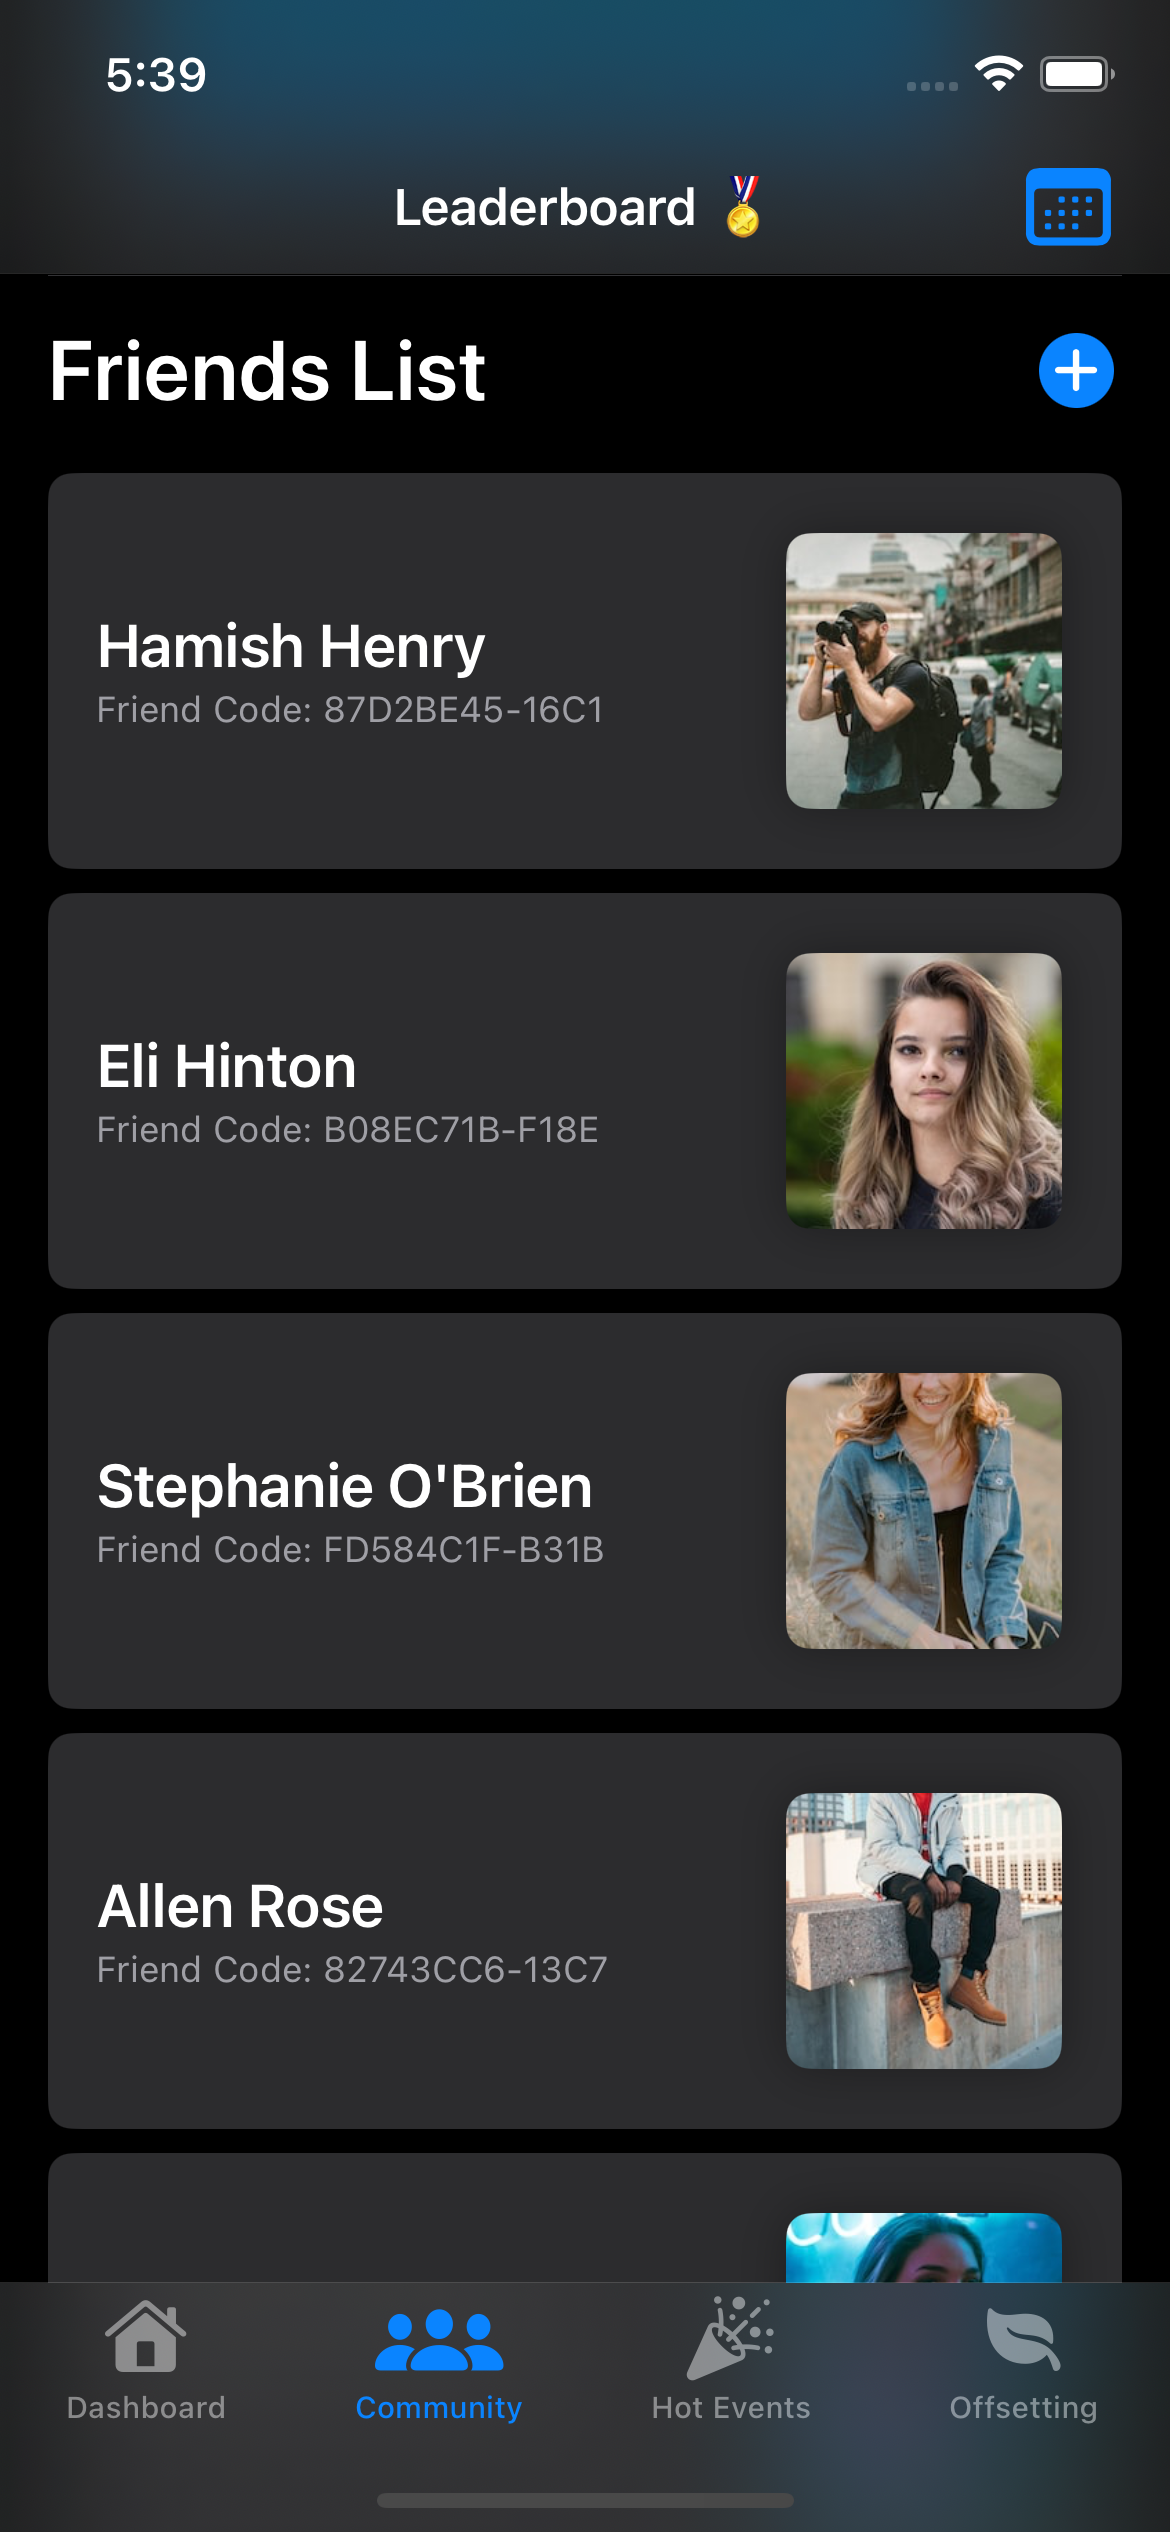 5:39
Leaderboard 🏅
Friends List
Hamish Henry
Friend Code: 87D2BE45-16C1
Eli Hinton
Friend Code: B08EC71B-F18E
Stephanie O'Brien
Friend Code: FD584C1F-B31B
Allen Rose
Friend Code: 82743CC6-13C7
Dashboard
Community
Hot Events
Offsetting